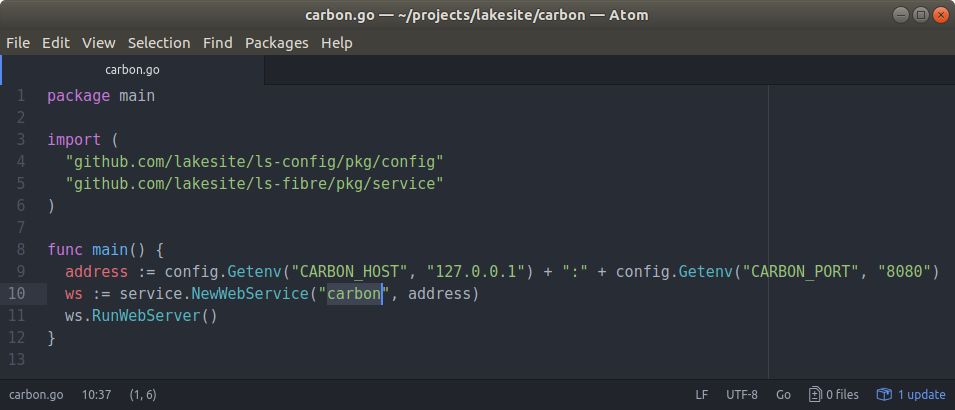 carbon.go — ~/projects/lakesite/carbon — Atom
File Edit View Selection Find Packages Help
carbon.go
1 package main
2
3 import (
4   "github.com/lakesite/ls-config/pkg/config"
5   "github.com/lakesite/ls-fibre/pkg/service"
6 )
7
8 func main() {
9   address := config.Getenv("CARBON_HOST", "127.0.0.1") + ":" + config.Getenv("CARBON_PORT", "8080")
10   ws := service.NewWebService("carbon", address)
11   ws.RunWebServer()
12 }
13
carbon.go 10:37 (1, 6) LF UTF-8 Go 0 files 1 update